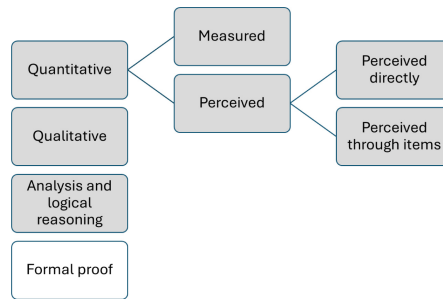 Quantitative
Measured
Perceived
Perceived
directly
Perceived
through items
Qualitative
Analysis and
logical
reasoning
Formal proof